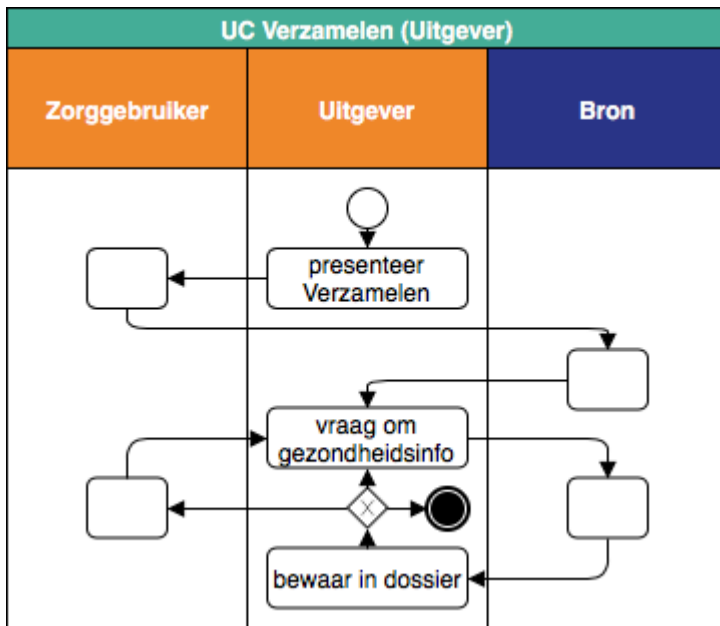 UC Verzamelen (Uitgever)
Zorggebruiker
Uitgever
Bron
presenteer
Verzamelen
vraag om
gezondheidsinfo
X
bewaar in dossier